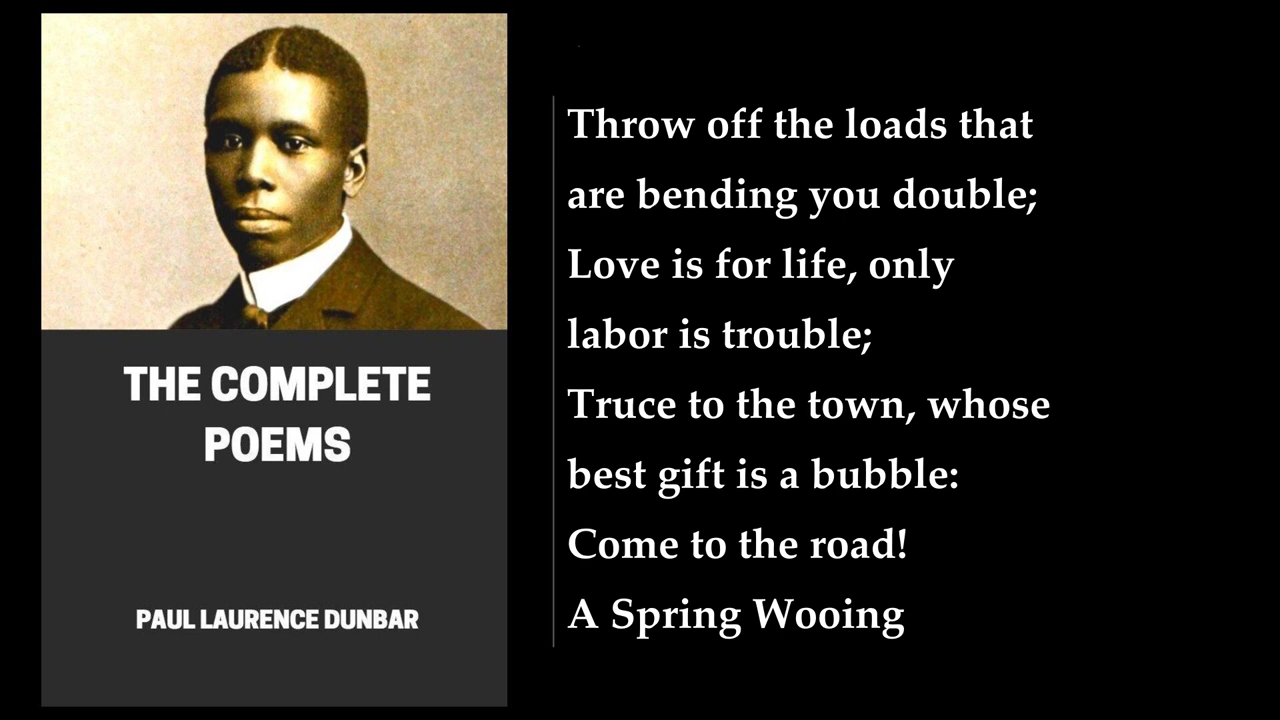 THE COMPLETE
POEMS
PAUL LAURENCE DUNBAR
Throw off the loads that
are bending you double;
Love is for life, only
labor is trouble;
Truce to the town, whose
best gift is a bubble:
Come to the road!
A Spring Wooing